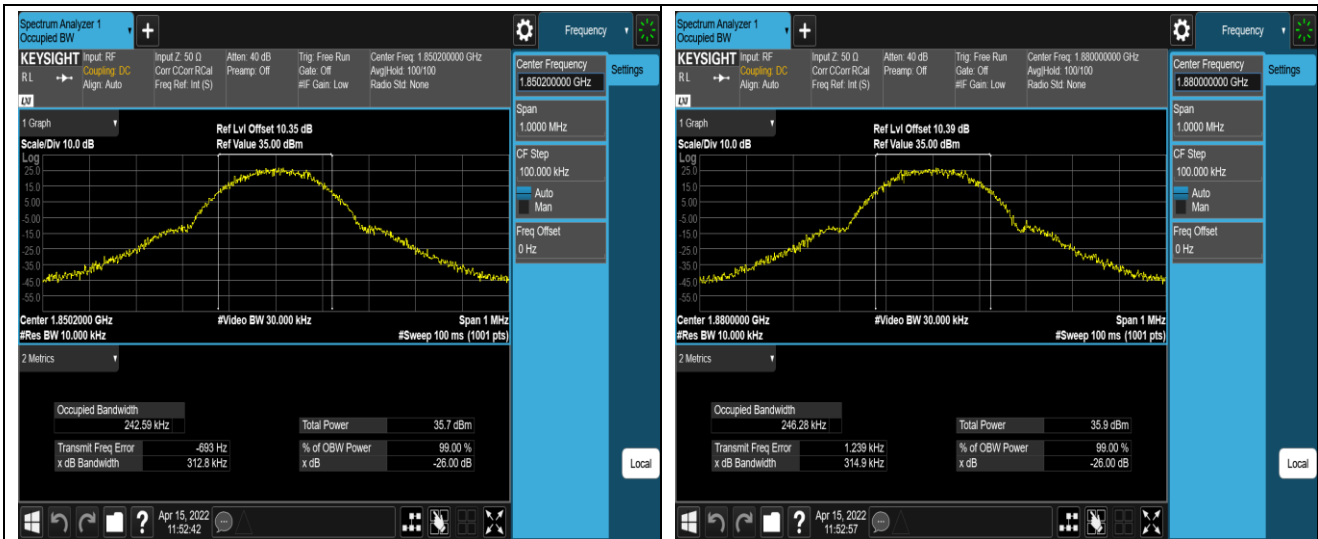 Spectrum Analyzer 1
Occupied BW
+
Frequency
KEYSIGHT Input: RF Input Z: 50 Ω Atten: 40 dB Trig: Free Run Center Freq: 1.850200000 GHz
R L Coupling: DC Corr CCorr RCal Preamp: Off Gate: Off Avg|Hold: 100/100
Align: Auto Freq Ref: Int (S) #IF Gain: Low Radio Std: None
LXI
Center Frequency
1.850200000 GHz
Settings
Span
1.0000 MHz
CF Step
100.000 kHz
Auto
Man
Freq Offset
0 Hz
Local
1 Graph
Ref Lvl Offset 10.35 dB
Scale/Div 10.0 dB Ref Value 35.00 dBm
Log
25.0
15.0
5.00
-5.00
-15.0
-25.0
-35.0
-45.0
-55.0
Center 1.8502000 GHz #Video BW 30.000 kHz Span 1 MHz
#Res BW 10.000 kHz #Sweep 100 ms (1001 pts)
2 Metrics
Occupied Bandwidth
242.59 kHz Total Power 35.7 dBm
Transmit Freq Error -693 Hz % of OBW Power 99.00 %
x dB Bandwidth 312.8 kHz x dB -26.00 dB
? Apr 15, 2022
11:52:42
Spectrum Analyzer 1
Occupied BW
+
Frequency
KEYSIGHT Input: RF Input Z: 50 Ω Atten: 40 dB Trig: Free Run Center Freq: 1.880000000 GHz
R L Coupling: DC Corr CCorr RCal Preamp: Off Gate: Off Avg|Hold: 100/100
Align: Auto Freq Ref: Int (S) #IF Gain: Low Radio Std: None
LXI
Center Frequency
1.880000000 GHz
Settings
Span
1.0000 MHz
CF Step
100.000 kHz
Auto
Man
Freq Offset
0 Hz
Local
1 Graph
Ref Lvl Offset 10.39 dB
Scale/Div 10.0 dB Ref Value 35.00 dBm
Log
25.0
15.0
5.00
-5.00
-15.0
-25.0
-35.0
-45.0
-55.0
Center 1.8800000 GHz #Video BW 30.000 kHz Span 1 MHz
#Res BW 10.000 kHz #Sweep 100 ms (1001 pts)
2 Metrics
Occupied Bandwidth
246.28 kHz Total Power 35.9 dBm
Transmit Freq Error 1.239 kHz % of OBW Power 99.00 %
x dB Bandwidth 314.9 kHz x dB -26.00 dB
? Apr 15, 2022
11:52:57